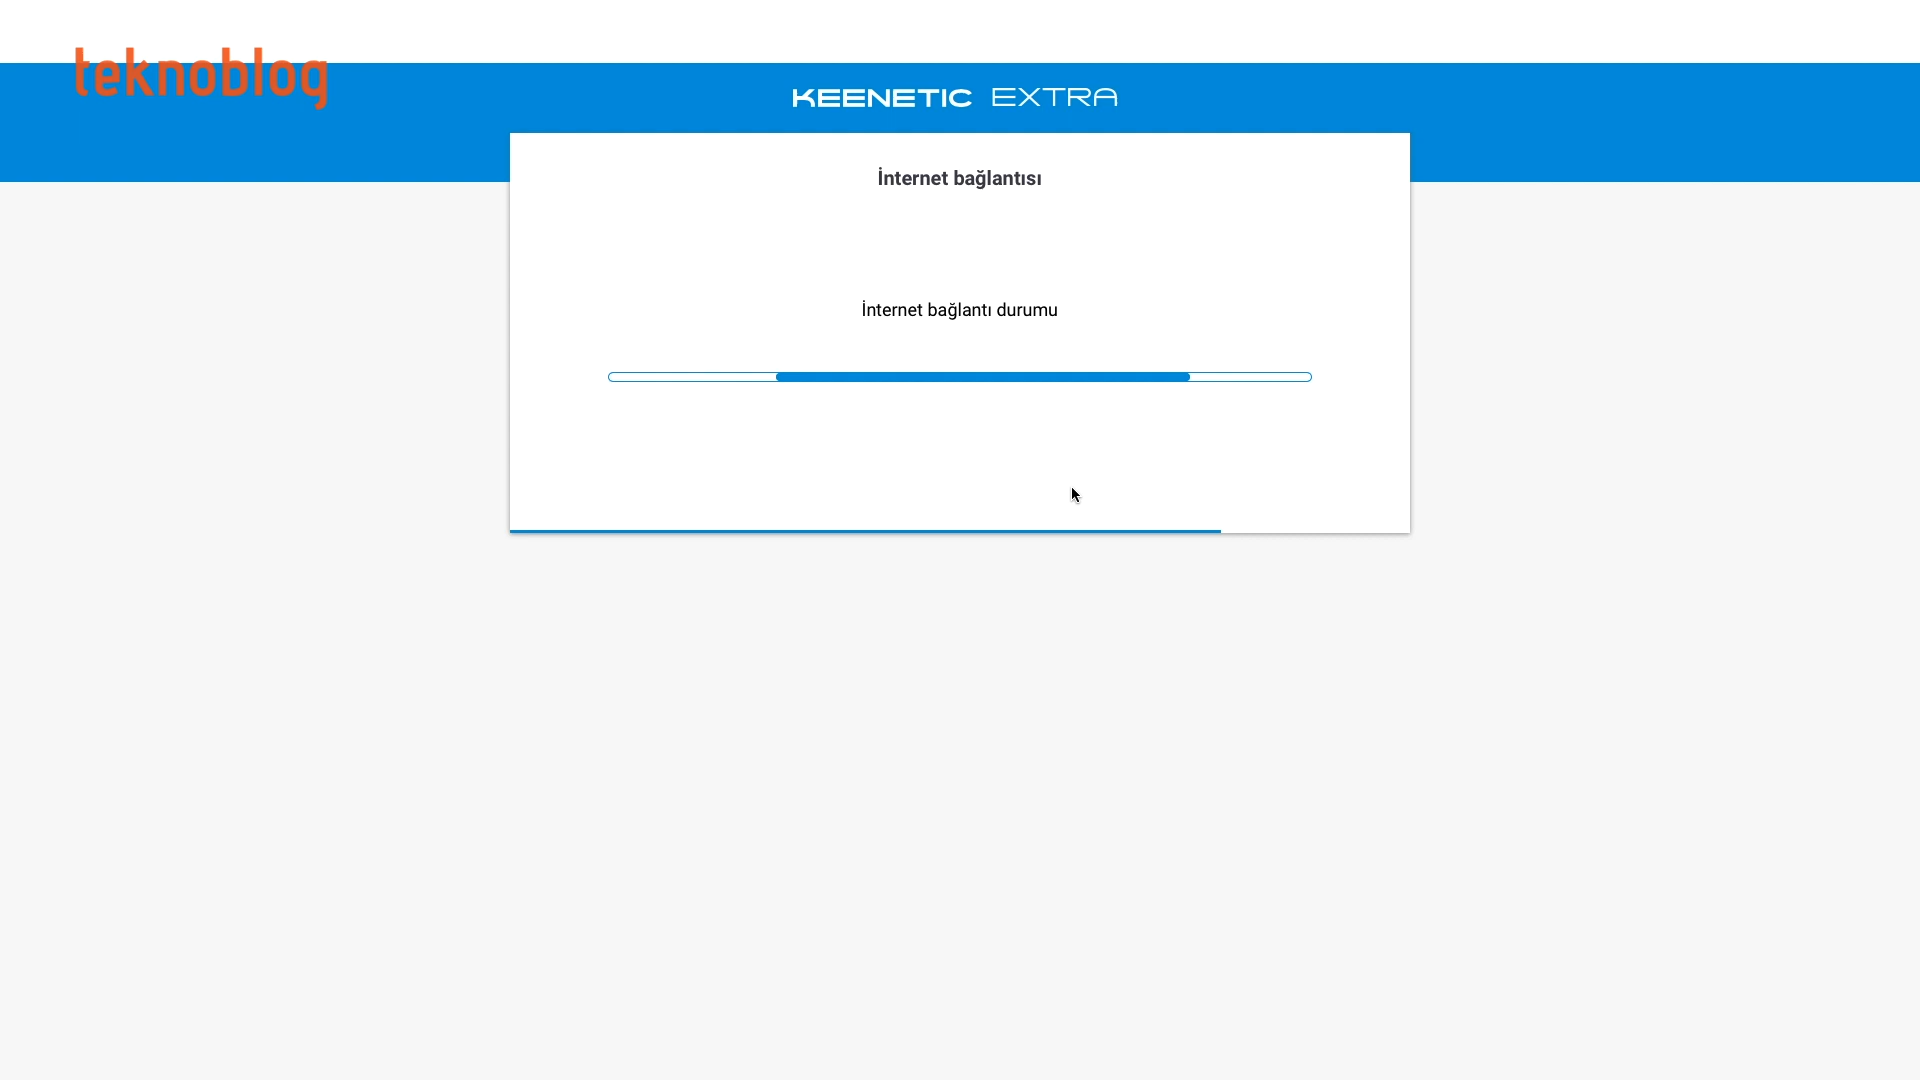 teknoblog
KEENETIC EXTRA
İnternet bağlantısı
İnternet bağlantı durumu